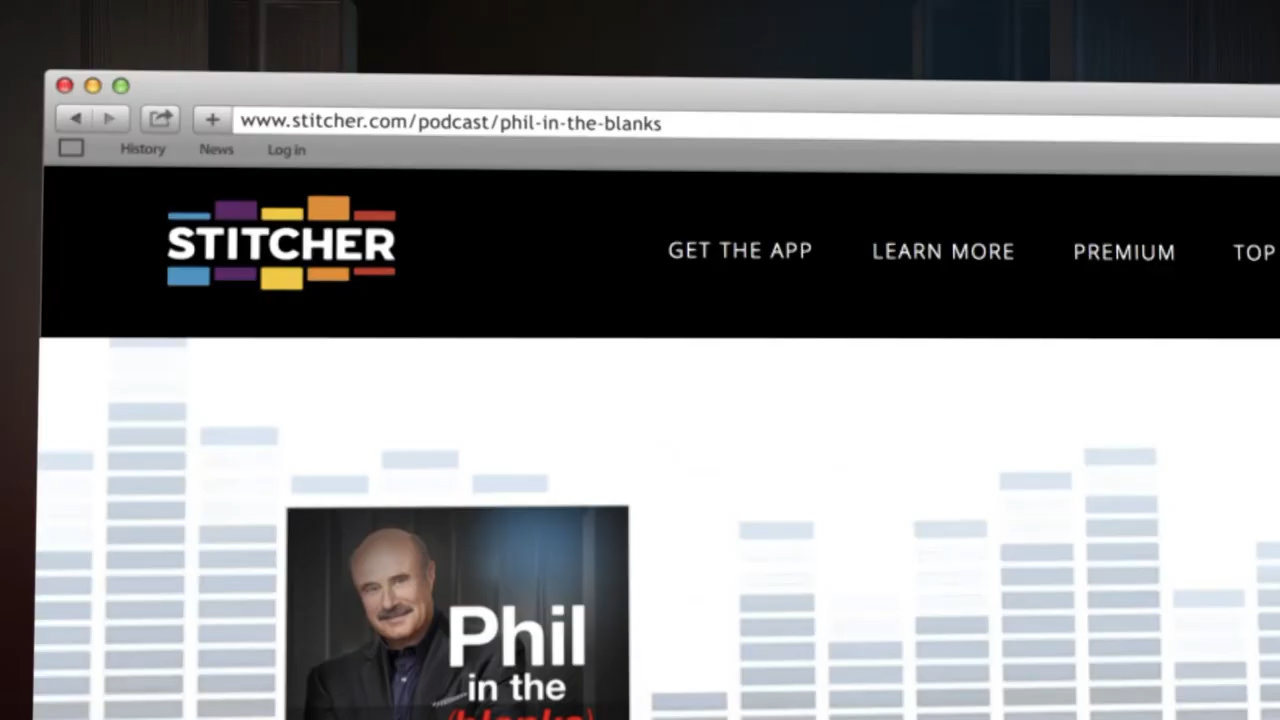 www.stitcher.com/podcast/phil-in-the-blanks
History News Log in
STITCHER
GET THE APP LEARN MORE PREMIUM TOP
Phil
in the
(blanks)